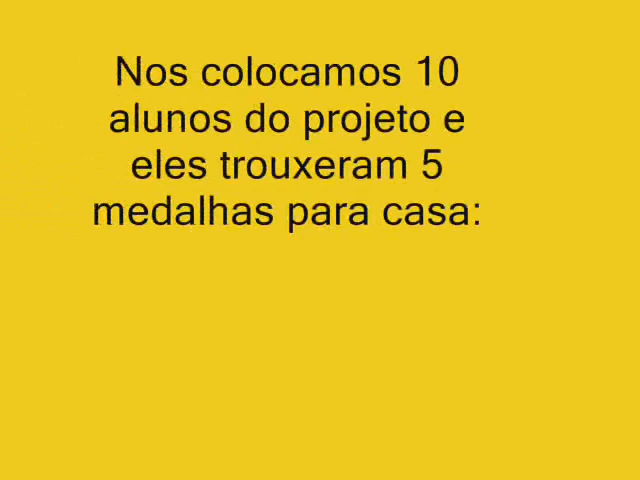 Nos colocamos 10
alunos do projeto e
eles trouxeram 5
medalhas para casa: